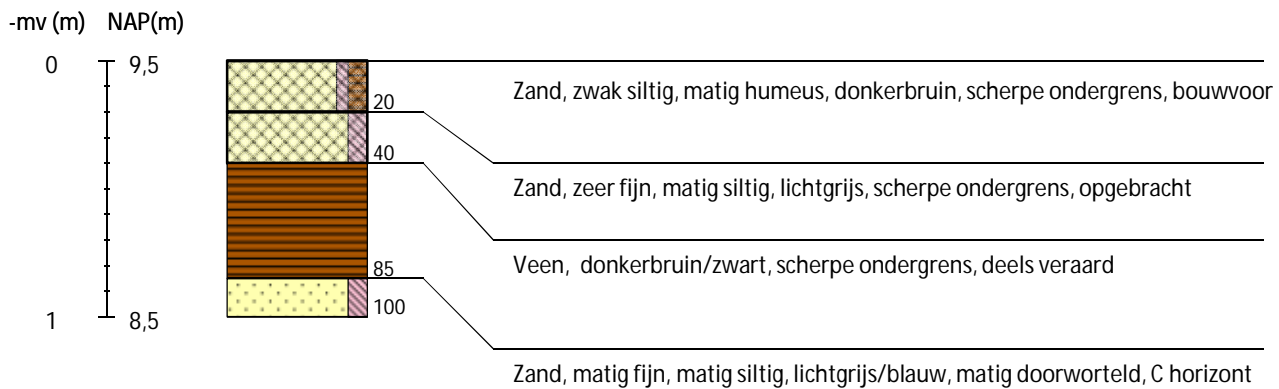 -mv (m) NAP(m)
0 9,5
Zand, zwak siltig, matig humeus, donkerbruin, scherpe ondergrens, bouwvoor
20
40
Zand, zeer fijn, matig siltig, lichtgrijs, scherpe ondergrens, opgebracht
Veen, donkerbruin/zwart, scherpe ondergrens, deels veraard
85
100
1 8,5
Zand, matig fijn, matig siltig, lichtgrijs/blauw, matig doorworteld, C horizont